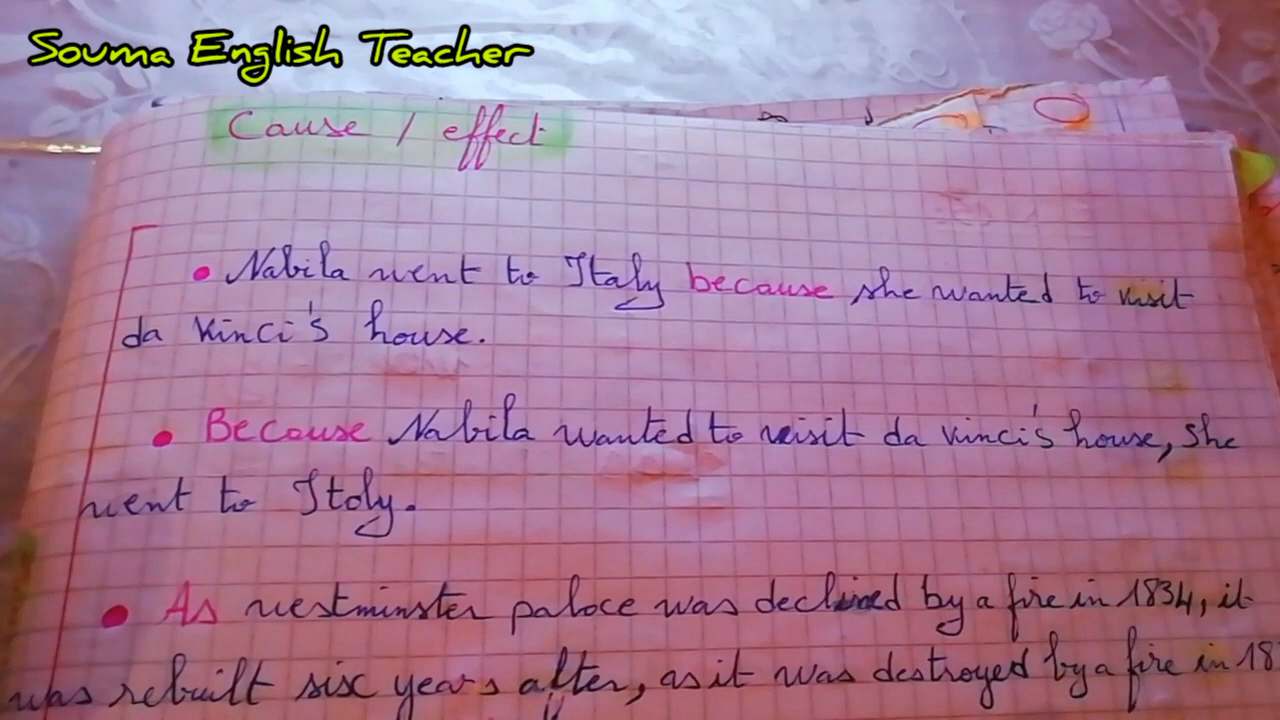 Souma English Teacher
Cause / effect
• Nabila went to Italy because she wanted to visit
da Vinci's house.
• Because Nabila wanted to visit da Vinci's house, she
went to Italy.
• As westminster palace was declined by a fire in 1834, it
was rebuilt six years after, as it was destroyed by a fire in 18